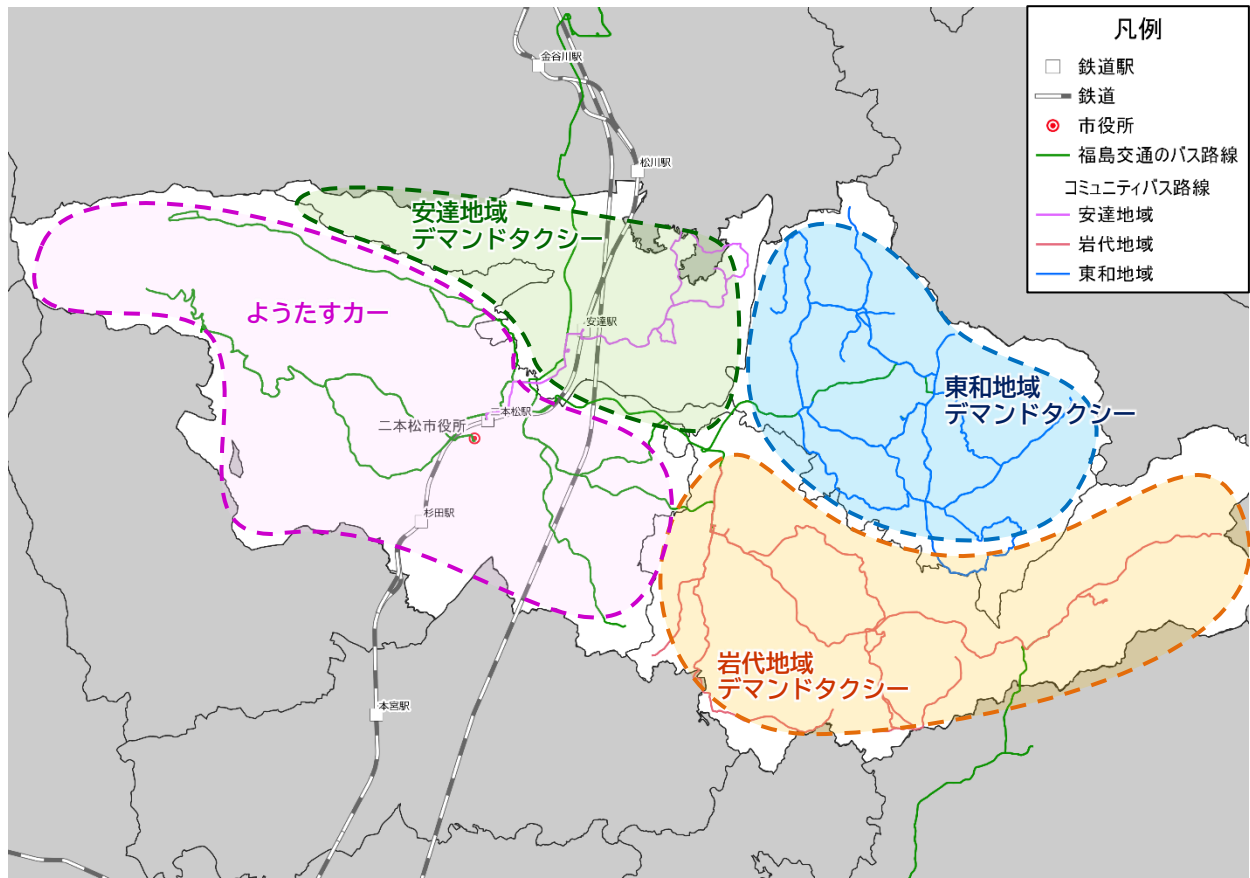 凡例
鉄道駅
鉄道
市役所
福島交通のバス路線
コミュニティバス路線
安達地域
岩代地域
東和地域
金谷川駅
松川駅
安達地域
デマンドタクシー
ようたすカー
安達駅
東和地域
デマンドタクシー
二本松駅
二本松市役所
杉田駅
岩代地域
デマンドタクシー
本宮駅